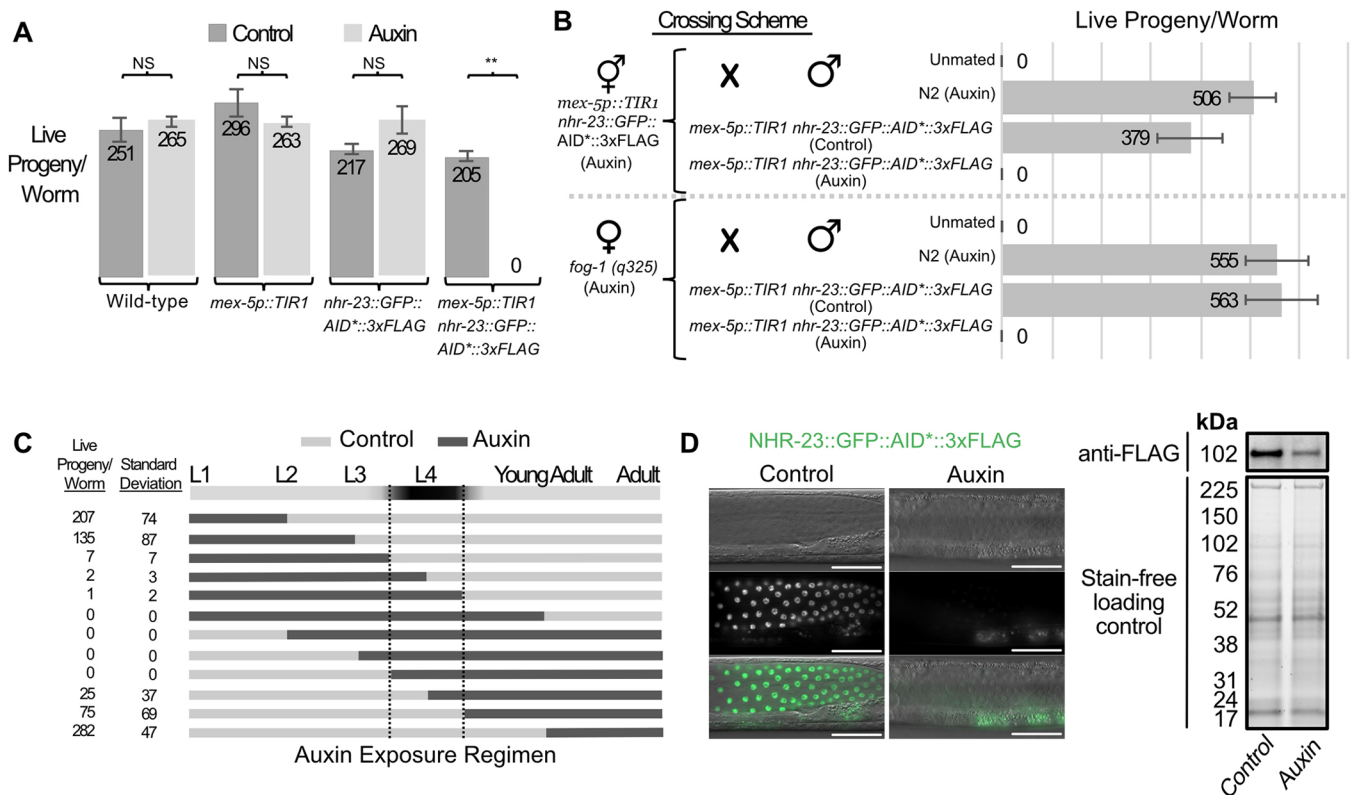 A
Control
Auxin
NS
NS
NS
**
Live
Progeny/
Worm
251
265
296
263
217
269
205
0
Wild-type
mex-5p::TIR1
nhr-23::GFP::
AID*::3xFLAG
mex-5p::TIR1
nhr-23::GFP::
AID*::3xFLAG
B
Crossing Scheme
Live Progeny/Worm
⚥
mex-5p::TIR1
nhr-23::GFP::
AID*::3xFLAG
(Auxin)
X
♂
Unmated
0
N2 (Auxin)
506
mex-5p::TIR1 nhr-23::GFP::AID*::3xFLAG
(Control)
379
mex-5p::TIR1 nhr-23::GFP::AID*::3xFLAG
(Auxin)
0
♀
fog-1 (q325)
(Auxin)
X
♂
Unmated
0
N2 (Auxin)
555
mex-5p::TIR1 nhr-23::GFP::AID*::3xFLAG
(Control)
563
mex-5p::TIR1 nhr-23::GFP::AID*::3xFLAG
(Auxin)
0
C
Control
Auxin
Live
Progeny/
Worm
Standard
Deviation
L1 L2 L3 L4 Young Adult Adult
207 74
135 87
7 7
2 3
1 2
0 0
0 0
0 0
0 0
25 37
75 69
282 47
Auxin Exposure Regimen
D
NHR-23::GFP::AID*::3xFLAG
Control
Auxin
kDa
anti-FLAG
102
Stain-free
loading
control
225
150
102
76
52
38
31
24
17
Control
Auxin